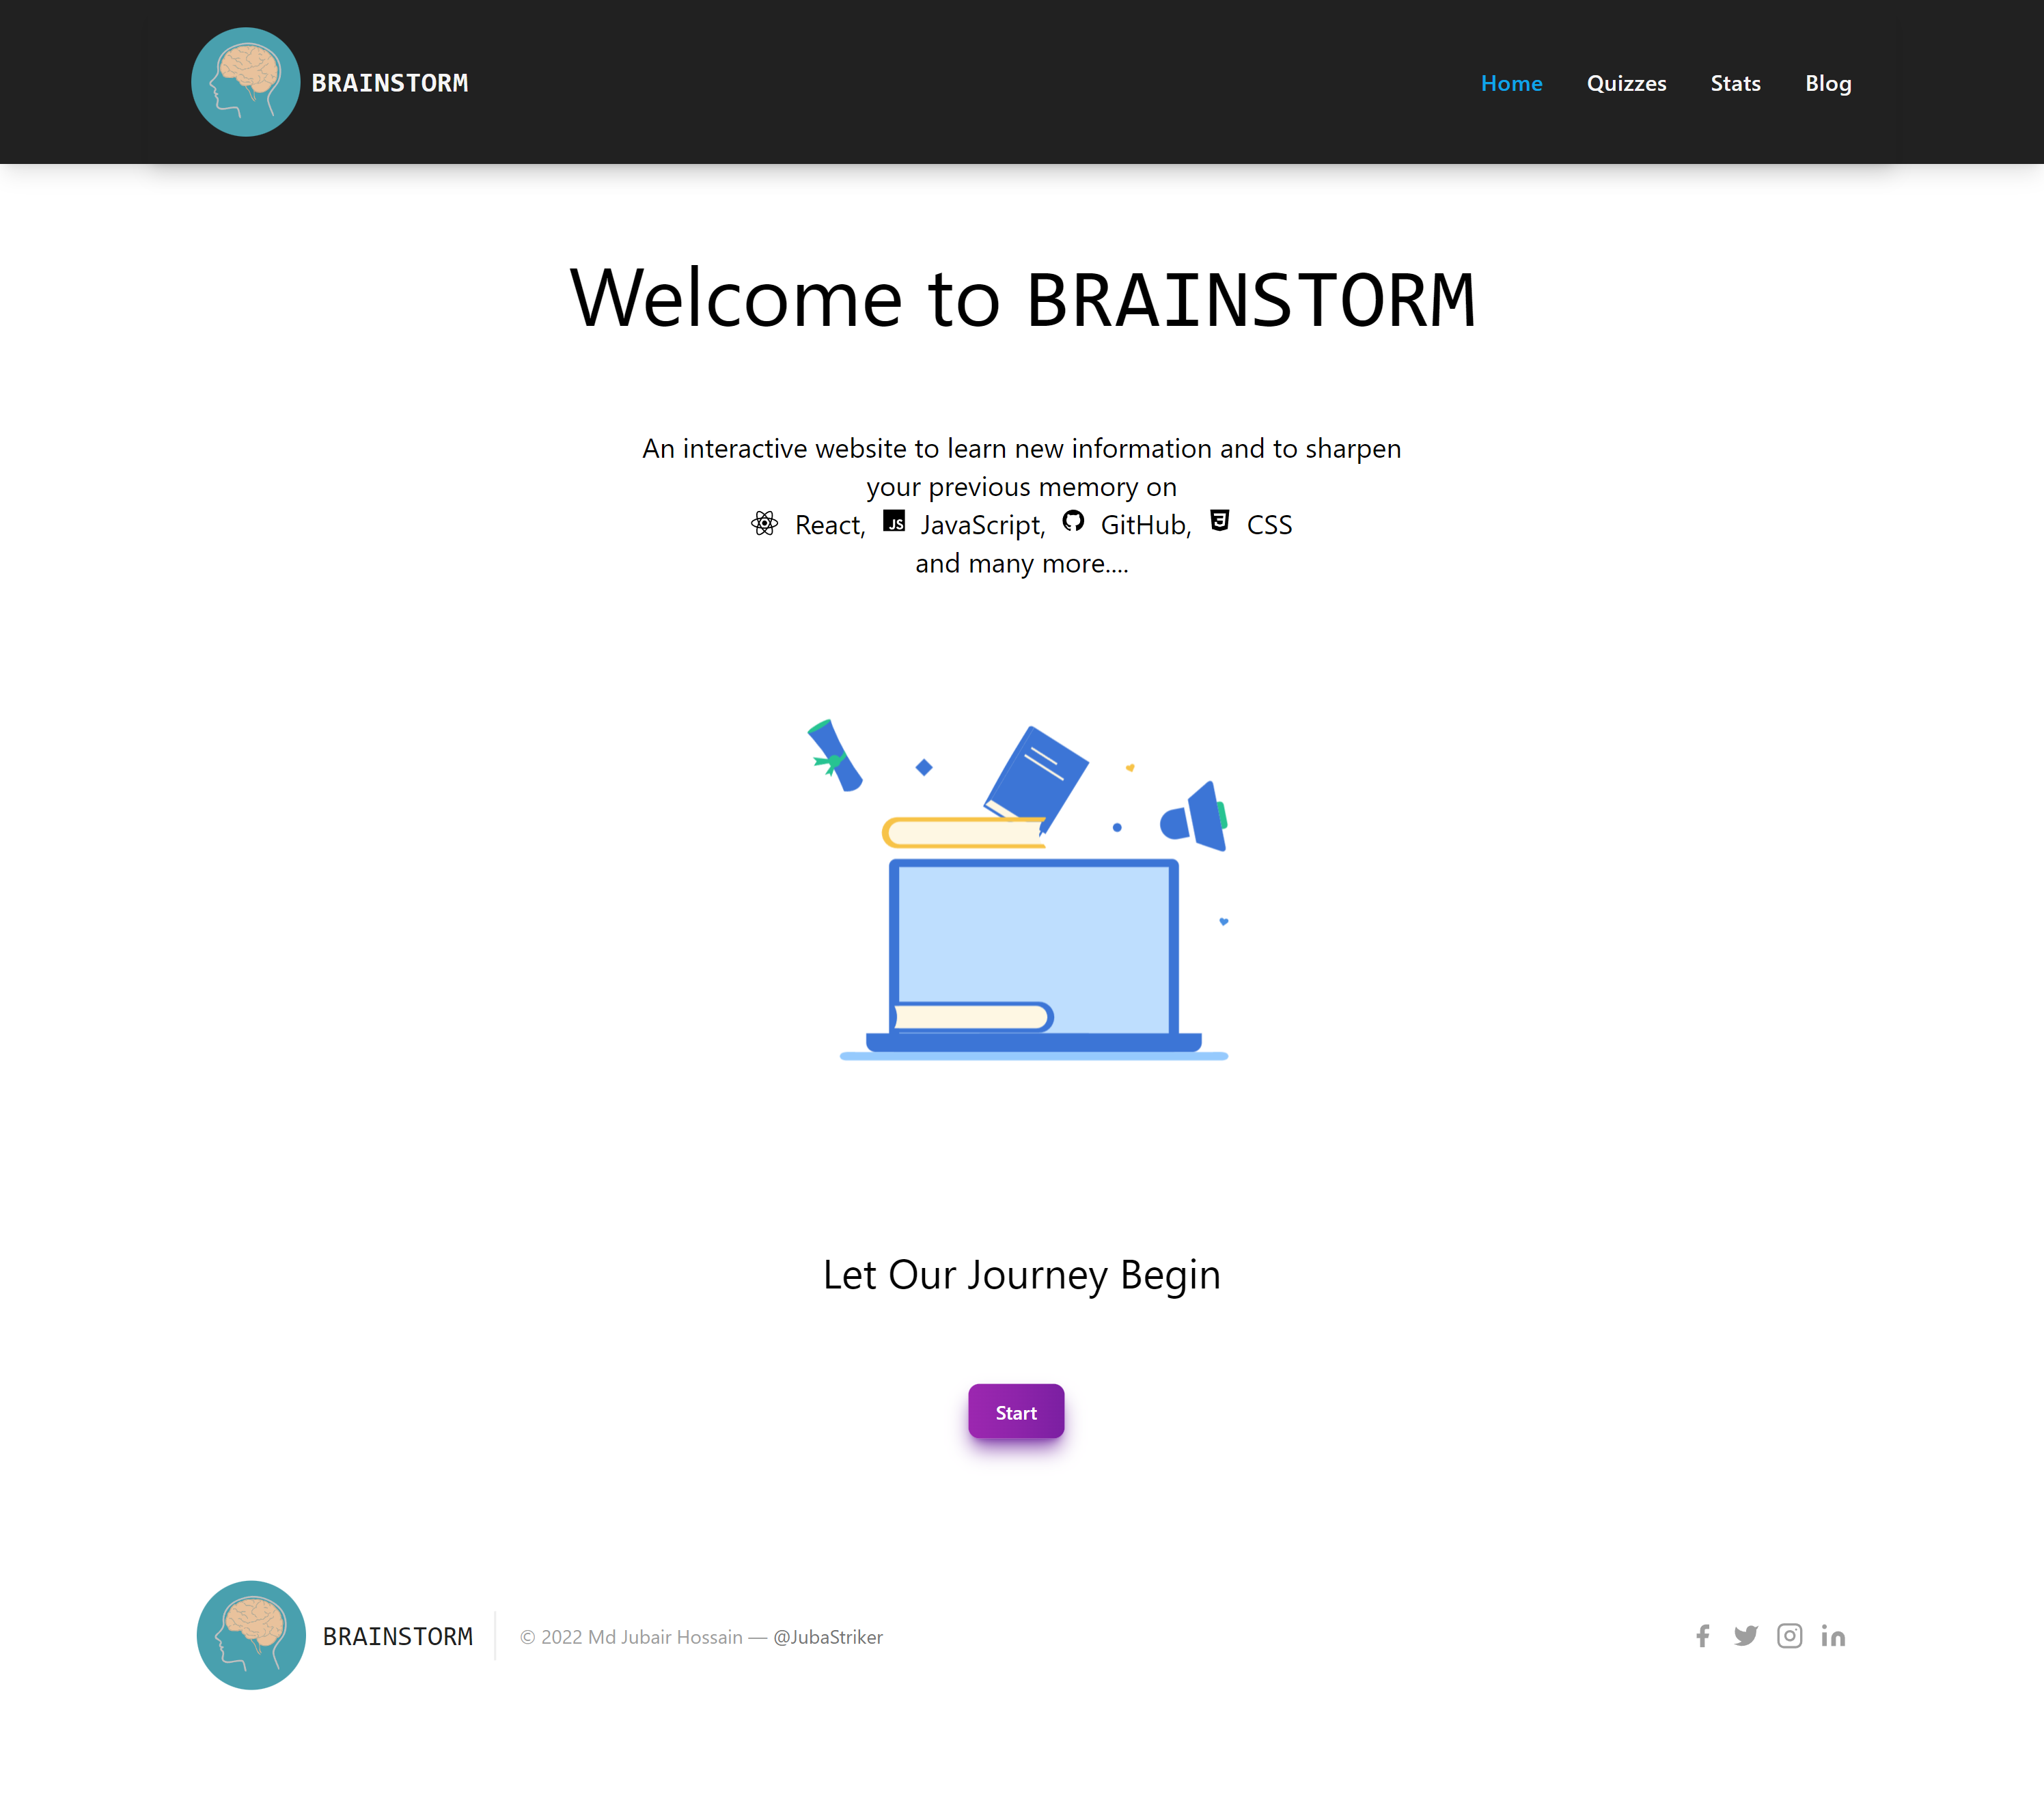 BRAINSTORM
Home Quizzes Stats Blog
Welcome to BRAINSTORM
An interactive website to learn new information and to sharpen
your previous memory on
JS React, JavaScript, GitHub, CSS
and many more....
Let Our Journey Begin
Start
BRAINSTORM
© 2022 Md Jubair Hossain — @JubaStriker